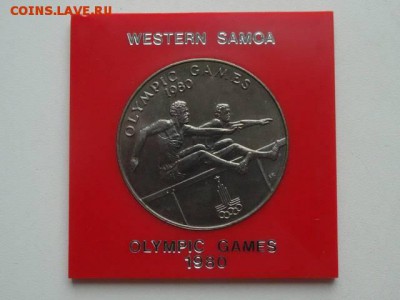 COINS.LAVE.RU
WESTERN SAMOA
OLYMPIC GAMES
1980
OLYMPIC GAMES
1980